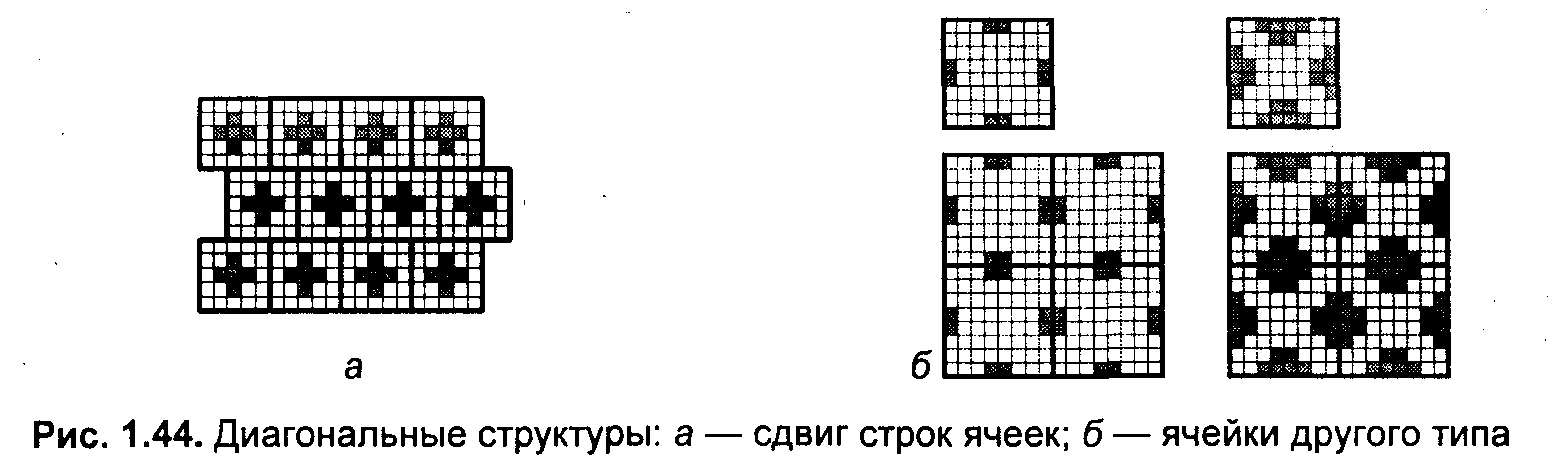 а
б
Рис. 1.44. Диагональные структуры: а — сдвиг строк ячеек; б — ячейки другого типа